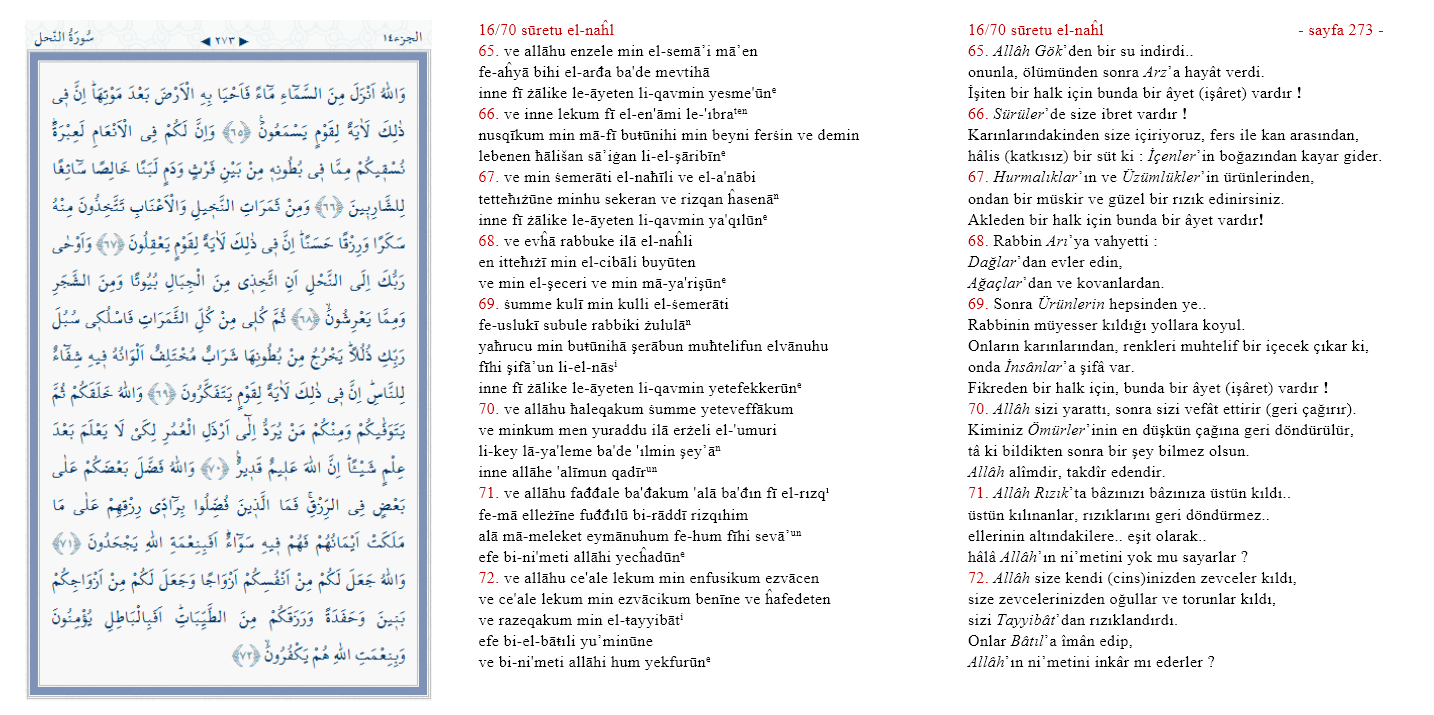 سُورَةُ النَّحل
◀ ٢٧٣ ▶
الجزء١٤
وَاللّٰهُ اَنْزَلَ مِنَ السَّمَٓاءِ مَٓاءً فَاَحْيَا بِهِ الْاَرْضَ بَعْدَ مَوْتِهَاۜ اِنَّ ف۪ي
ذٰلِكَ لَاٰيَةً لِقَوْمٍ يَسْمَعُونَ۟ ﴿٦٥﴾ وَاِنَّ لَكُمْ فِي الْاَنْعَامِ لَعِبْرَةًۜ
نُسْق۪يكُمْ مِمَّا ف۪ي بُطُونِه۪ مِنْ بَيْنِ فَرْثٍ وَدَمٍ لَبَنًا خَالِصًا سَٓائِغًا
لِلشَّارِب۪ينَ ﴿٦٦﴾ وَمِنْ ثَمَرَاتِ النَّخ۪يلِ وَالْاَعْنَابِ تَتَّخِذُونَ مِنْهُ
سَكَرًا وَرِزْقًا حَسَنًاۜ اِنَّ ف۪ي ذٰلِكَ لَاٰيَةً لِقَوْمٍ يَعْقِلُونَ ﴿٦٧﴾ وَاَوْحٰى
رَبُّكَ اِلَى النَّحْلِ اَنِ اتَّخِذ۪ي مِنَ الْجِبَالِ بُيُوتًا وَمِنَ الشَّجَرِ
وَمِمَّا يَعْرِشُونَۙ ﴿٦٨﴾ ثُمَّ كُل۪ي مِنْ كُلِّ الثَّمَرَاتِ فَاسْلُك۪ي سُبُلَ
رَبِّكِ ذُلُلًاۜ يَخْرُجُ مِنْ بُطُونِهَا شَرَابٌ مُخْتَلِفٌ اَلْوَانُهُ ف۪يهِ شِفَٓاءٌ
لِلنَّاسِۜ اِنَّ ف۪ي ذٰلِكَ لَاٰيَةً لِقَوْمٍ يَتَفَكَّرُونَ ﴿٦٩﴾ وَاللّٰهُ خَلَقَكُمْ ثُمَّ
يَتَوَفّٰيكُمْ وَمِنْكُمْ مَنْ يُرَدُّ اِلٰٓى اَرْذَلِ الْعُمُرِ لِكَيْ لَا يَعْلَمَ بَعْدَ
عِلْمٍ شَيْـًٔاۜ اِنَّ اللّٰهَ عَل۪يمٌ قَد۪يرٌ۟ ﴿٧٠﴾ وَاللّٰهُ فَضَّلَ بَعْضَكُمْ عَلٰى
بَعْضٍ فِي الرِّزْقِۚ فَمَا الَّذ۪ينَ فُضِّلُوا بِرَٓادّ۪ي رِزْقِهِمْ عَلٰى مَا
مَلَكَتْ اَيْمَانُهُمْ فَهُمْ ف۪يهِ سَوَٓاءٌۜ اَفَبِنِعْمَةِ اللّٰهِ يَجْحَدُونَ ﴿٧١﴾
وَاللّٰهُ جَعَلَ لَكُمْ مِنْ اَنْفُسِكُمْ اَزْوَاجًا وَجَعَلَ لَكُمْ مِنْ اَزْوَاجِكُمْ
بَن۪ينَ وَحَفَدَةً وَرَزَقَكُمْ مِنَ الطَّيِّبَاتِۜ اَفَبِالْبَاطِلِ يُؤْمِنُونَ
وَبِنِعْمَتِ اللّٰهِ هُمْ يَكْفُرُونَۙ ﴿٧٢﴾
16/70 sūretu el-naĥl
65. ve allāhu enzele min el-semā’i mā’en
fe-aĥyā bihi el-arđa ba'de mevtihā
inne fī żālike le-āyeten li-qavmin yesme'ūnᵉ
66. ve inne lekum fī el-en'āmi le-'ıbraᵗᵉⁿ
nusqīkum min mā-fī buŧūnihi min beyni ferṡin ve demin
lebenen ħālišan sā’iġan li-el-şāribīnᵉ
67. ve min ṡemerāti el-naħīli ve el-a'nābi
tetteħıżūne minhu sekeran ve rizqan ĥasenāⁿ
inne fī żālike le-āyeten li-qavmin ya'qılūnᵉ
68. ve evĥā rabbuke ilā el-naĥli
en itteħıżī min el-cibāli buyūten
ve min el-şeceri ve min mā-ya'rişūnᵉ
69. ṡumme kulī min kulli el-ṡemerāti
fe-uslukī subule rabbiki żululāⁿ
yaħrucu min buŧūnihā şerābun muħtelifun elvānuhu
fīhi şifā’un li-el-nāsⁱ
inne fī żālike le-āyeten li-qavmin yetefekkerūnᵉ
70. ve allāhu ħaleqakum ṡumme yeteveffākum
ve minkum men yuraddu ilā erżeli el-'umuri
li-key lā-ya'leme ba'de 'ılmin şey’āⁿ
inne allāhe 'alīmun qadīrᵘⁿ
71. ve allāhu fađđale ba'đakum 'alā ba'đın fī el-rızqᶦ
fe-mā elleżīne fuđđılū bi-rāddī rizqıhim
alā mā-meleket eymānuhum fe-hum fīhi sevā’ᵘⁿ
efe bi-ni'meti allāhi yecĥadūnᵉ
72. ve allāhu ce'ale lekum min enfusikum ezvācen
ve ce'ale lekum min ezvācikum benīne ve ĥafedeten
ve razeqakum min el-ŧayyibātⁱ
efe bi-el-bāŧıli yu’minūne
ve bi-ni'meti allāhi hum yekfurūnᵉ
16/70 sūretu el-naĥl - sayfa 273 -
65. Allâh Gök’den bir su indirdi..
onunla, ölümünden sonra Arz’a hayât verdi.
İşiten bir halk için bunda bir âyet (işâret) vardır !
66. Sürüler’de size ibret vardır !
Karınlarındakinden size içiriyoruz, fers ile kan arasından,
hâlis (katkısız) bir süt ki : İçenler’in boğazından kayar gider.
67. Hurmalıklar’ın ve Üzümlükler’in ürünlerinden,
ondan bir müskir ve güzel bir rızık edinirsiniz.
Akleden bir halk için bunda bir âyet vardır!
68. Rabbin Arı’ya vahyetti :
Dağlar’dan evler edin,
Ağaçlar’dan ve kovanlardan.
69. Sonra Ürünlerin hepsinden ye..
Rabbinin müyesser kıldığı yollara koyul.
Onların karınlarından, renkleri muhtelif bir içecek çıkar ki,
onda İnsânlar’a şifâ var.
Fikreden bir halk için, bunda bir âyet (işâret) vardır !
70. Allâh sizi yarattı, sonra sizi vefât ettirir (geri çağırır).
Kiminiz Ömürler’inin en düşkün çağına geri döndürülür,
tâ ki bildikten sonra bir şey bilmez olsun.
Allâh alîmdir, takdîr edendir.
71. Allâh Rızık’ta bâzınızı bâzınıza üstün kıldı..
üstün kılınanlar, rızıklarını geri döndürmez..
ellerinin altındakilere.. eşit olarak..
hâlâ Allâh’ın ni’metini yok mu sayarlar ?
72. Allâh size kendi (cins)inizden zevceler kıldı,
size zevcelerinizden oğullar ve torunlar kıldı,
sizi Tayyibât’dan rızıklandırdı.
Onlar Bâtıl’a îmân edip,
Allâh’ın ni’metini inkâr mı ederler ?